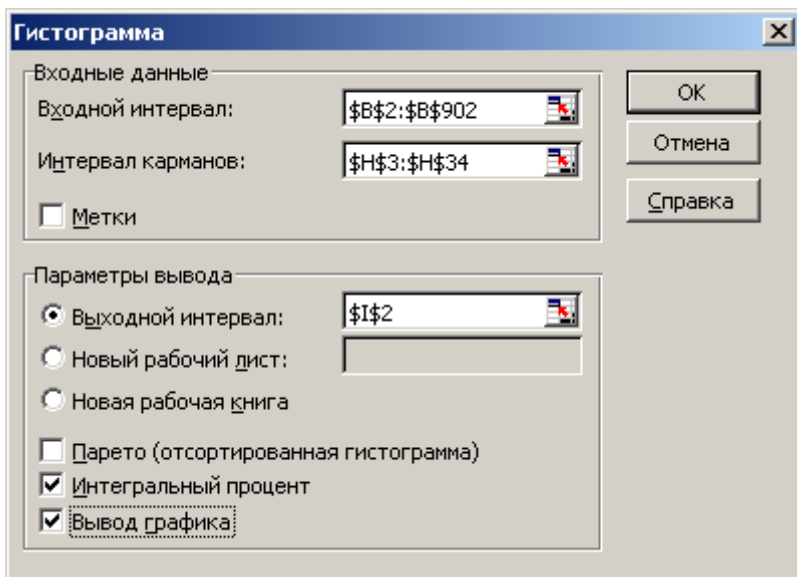 Гистограмма
Входные данные
Входной интервал: $B$2:$B$902
Интервал карманов: $H$3:$H$34
Метки
OK
Отмена
Справка
Параметры вывода
Выходной интервал: $I$2
Новый рабочий лист:
Новая рабочая книга
Парето (отсортированная гистограмма)
Интегральный процент
Вывод графика